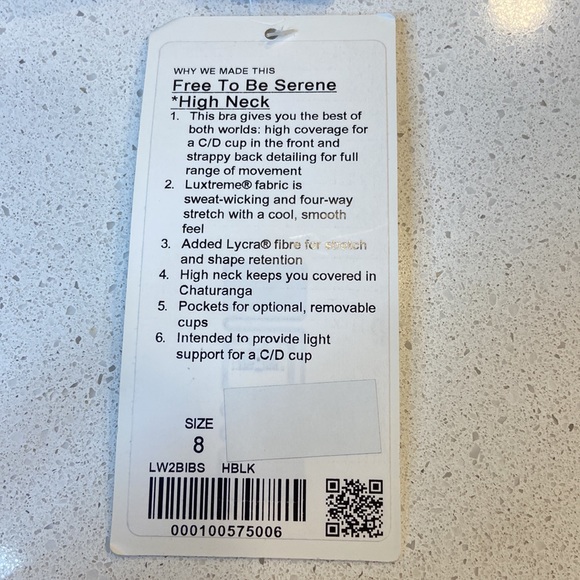 WHY WE MADE THIS
Free To Be Serene
*High Neck
1. This bra gives you the best of
both worlds: high coverage for
a C/D cup in the front and
strappy back detailing for full
range of movement
2. Luxtreme® fabric is
sweat-wicking and four-way
stretch with a cool, smooth
feel
3. Added Lycra® fibre for stretch
and shape retention
4. High neck keeps you covered in
Chaturanga
5. Pockets for optional, removable
cups
6. Intended to provide light
support for a C/D cup
SIZE
8
LW2BIBS HBLK
000100575006